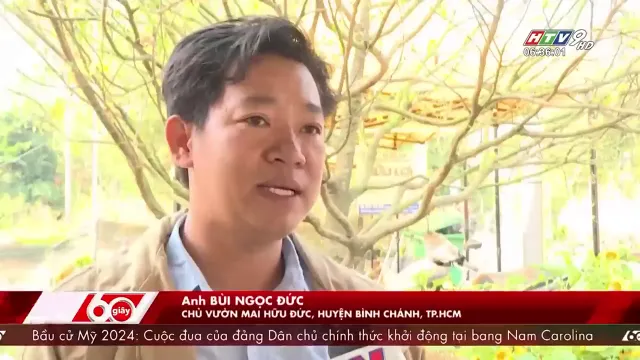 HTV9 HD
06:36:01
Anh BÙI NGỌC ĐỨC
CHỦ VƯỜN MAI HỮU ĐỨC, HUYỆN BÌNH CHÁNH, TP.HCM
60 giây
Bầu cử Mỹ 2024: Cuộc đua của đảng Dân chủ chính thức khởi động tại bang Nam Carolina